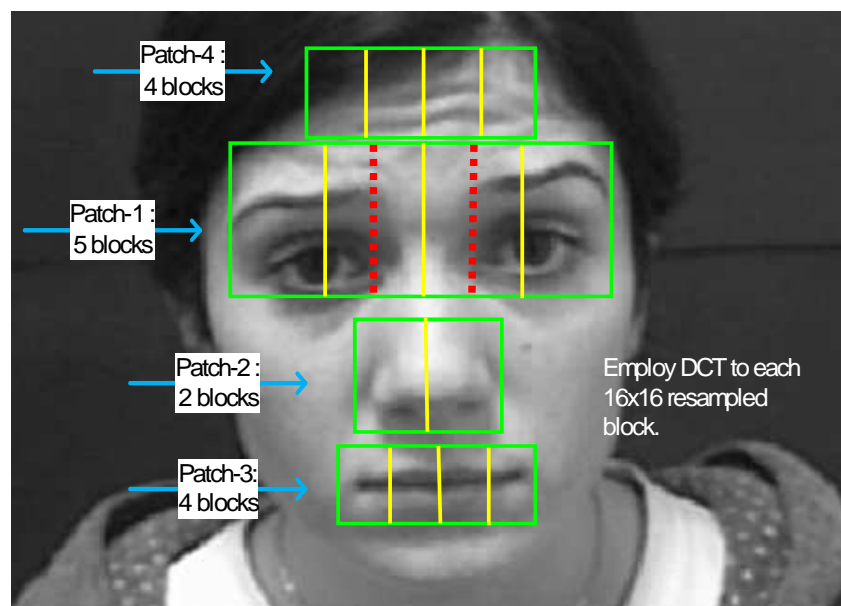 Patch-4 :
4 blocks
Patch-1 :
5 blocks
Patch-2 :
2 blocks
Employ DCT to each
16x16 resampled
block.
Patch-3:
4 blocks